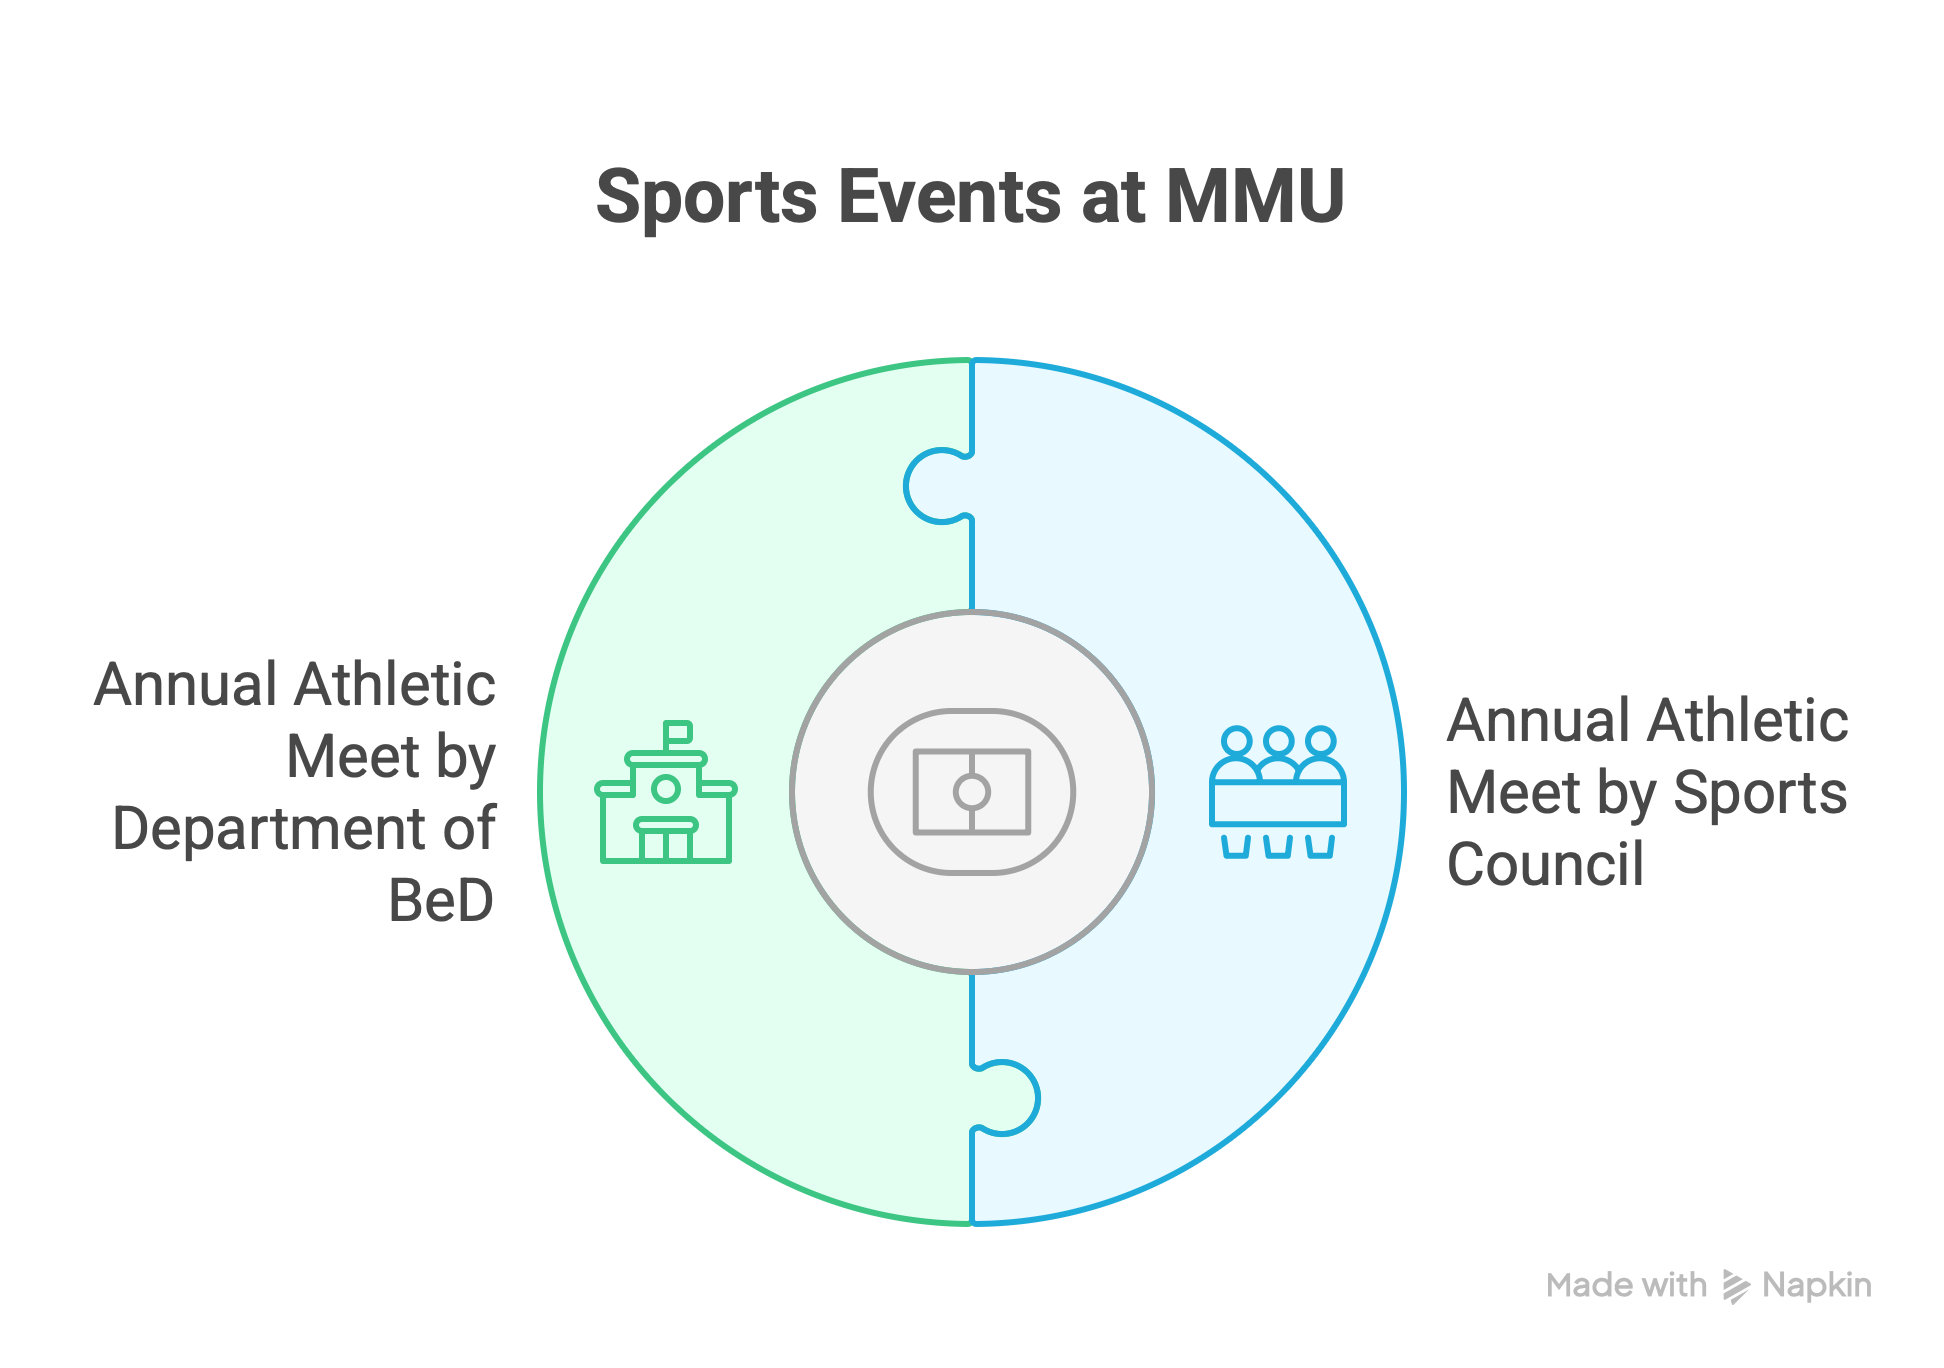 Sports Events at MMU
Annual Athletic
Meet by
Department of
BeD
Annual Athletic
Meet by Sports
Council
Made with Napkin